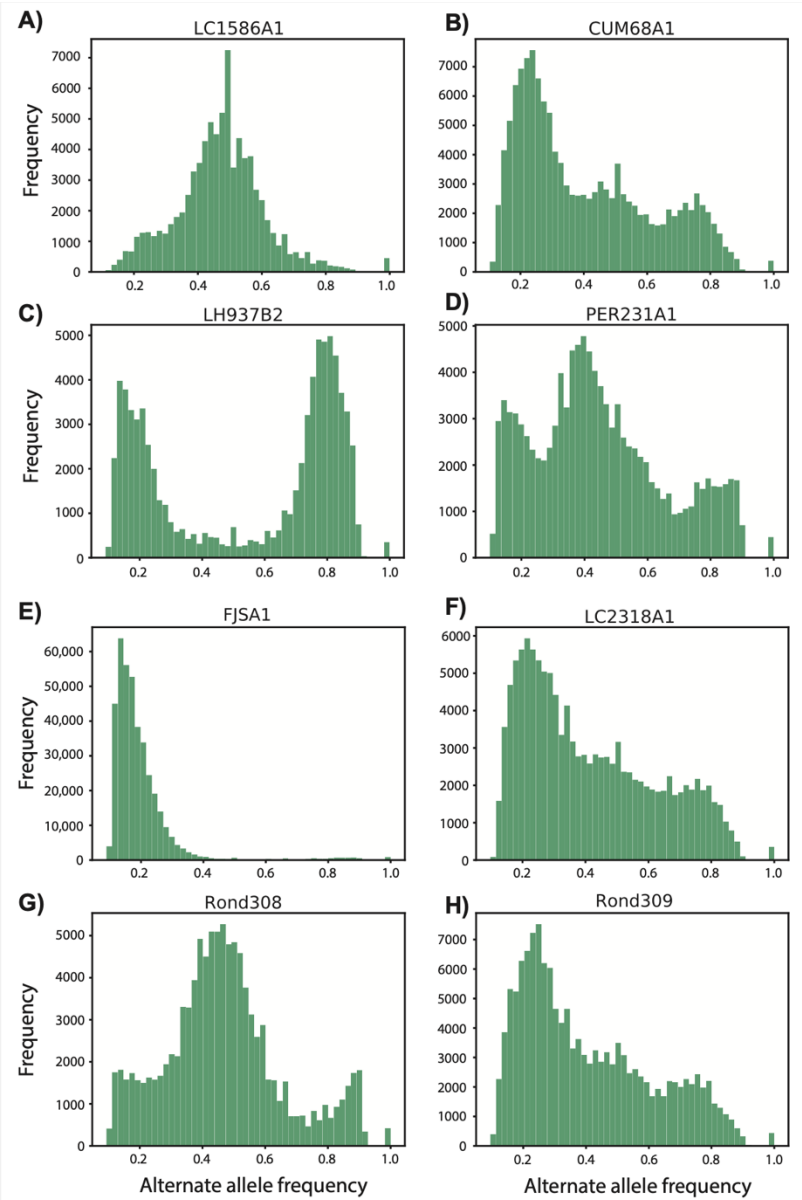 A)
LC1586A1
Frequency
7000
6000
5000
4000
3000
2000
1000
0
0.2 0.4 0.6 0.8 1.0
B)
CUM68A1
7000
6000
5000
4000
3000
2000
1000
0
0.2 0.4 0.6 0.8 1.0
C)
LH937B2
Frequency
5000
4000
3000
2000
1000
0
0.2 0.4 0.6 0.8 1.0
D)
PER231A1
5000
4000
3000
2000
1000
0
0.2 0.4 0.6 0.8 1.0
E)
FJSA1
Frequency
60,000
50,000
40,000
30,000
20,000
10,000
0
0.2 0.4 0.6 0.8 1.0
F)
LC2318A1
6000
5000
4000
3000
2000
1000
0
0.2 0.4 0.6 0.8 1.0
G)
Rond308
Frequency
5000
4000
3000
2000
1000
0
0.2 0.4 0.6 0.8 1.0
Alternate allele frequency
H)
Rond309
7000
6000
5000
4000
3000
2000
1000
0
0.2 0.4 0.6 0.8 1.0
Alternate allele frequency